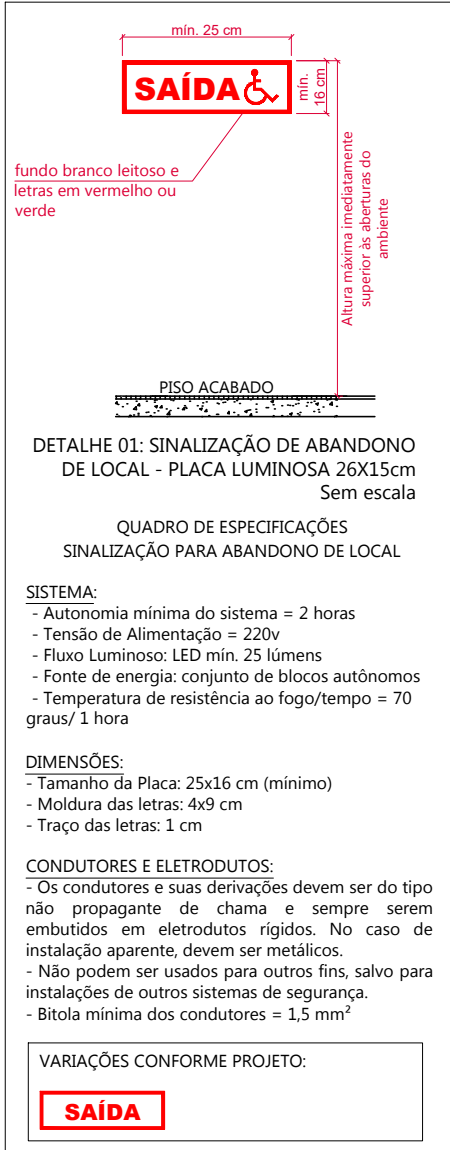 mín. 25 cm
SAÍDA
mín.
16 cm
fundo branco leitoso e
letras em vermelho ou
verde
Altura máxima imediatamente
superior às aberturas do
ambiente
PISO ACABADO
DETALHE 01: SINALIZAÇÃO DE ABANDONO
DE LOCAL - PLACA LUMINOSA 26X15cm
Sem escala
QUADRO DE ESPECIFICAÇÕES
SINALIZAÇÃO PARA ABANDONO DE LOCAL
SISTEMA:
- Autonomia mínima do sistema = 2 horas
- Tensão de Alimentação = 220v
- Fluxo Luminoso: LED mín. 25 lúmens
- Fonte de energia: conjunto de blocos autônomos
- Temperatura de resistência ao fogo/tempo = 70
graus/ 1 hora
DIMENSÕES:
- Tamanho da Placa: 25x16 cm (mínimo)
- Moldura das letras: 4x9 cm
- Traço das letras: 1 cm
CONDUTORES E ELETRODUTOS:
- Os condutores e suas derivações devem ser do tipo
não propagante de chama e sempre serem
embutidos em eletrodutos rígidos. No caso de
instalação aparente, devem ser metálicos.
- Não podem ser usados para outros fins, salvo para
instalações de outros sistemas de segurança.
- Bitola mínima dos condutores = 1,5 mm²
VARIAÇÕES CONFORME PROJETO:
SAÍDA